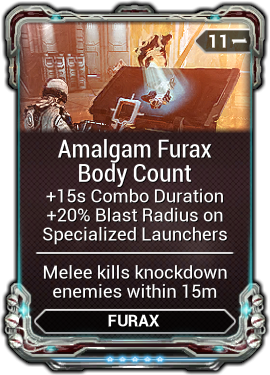 11
Amalgam Furax
Body Count
+15s Combo Duration
+20% Blast Radius on
Specialized Launchers
Melee kills knockdown
enemies within 15m
FURAX